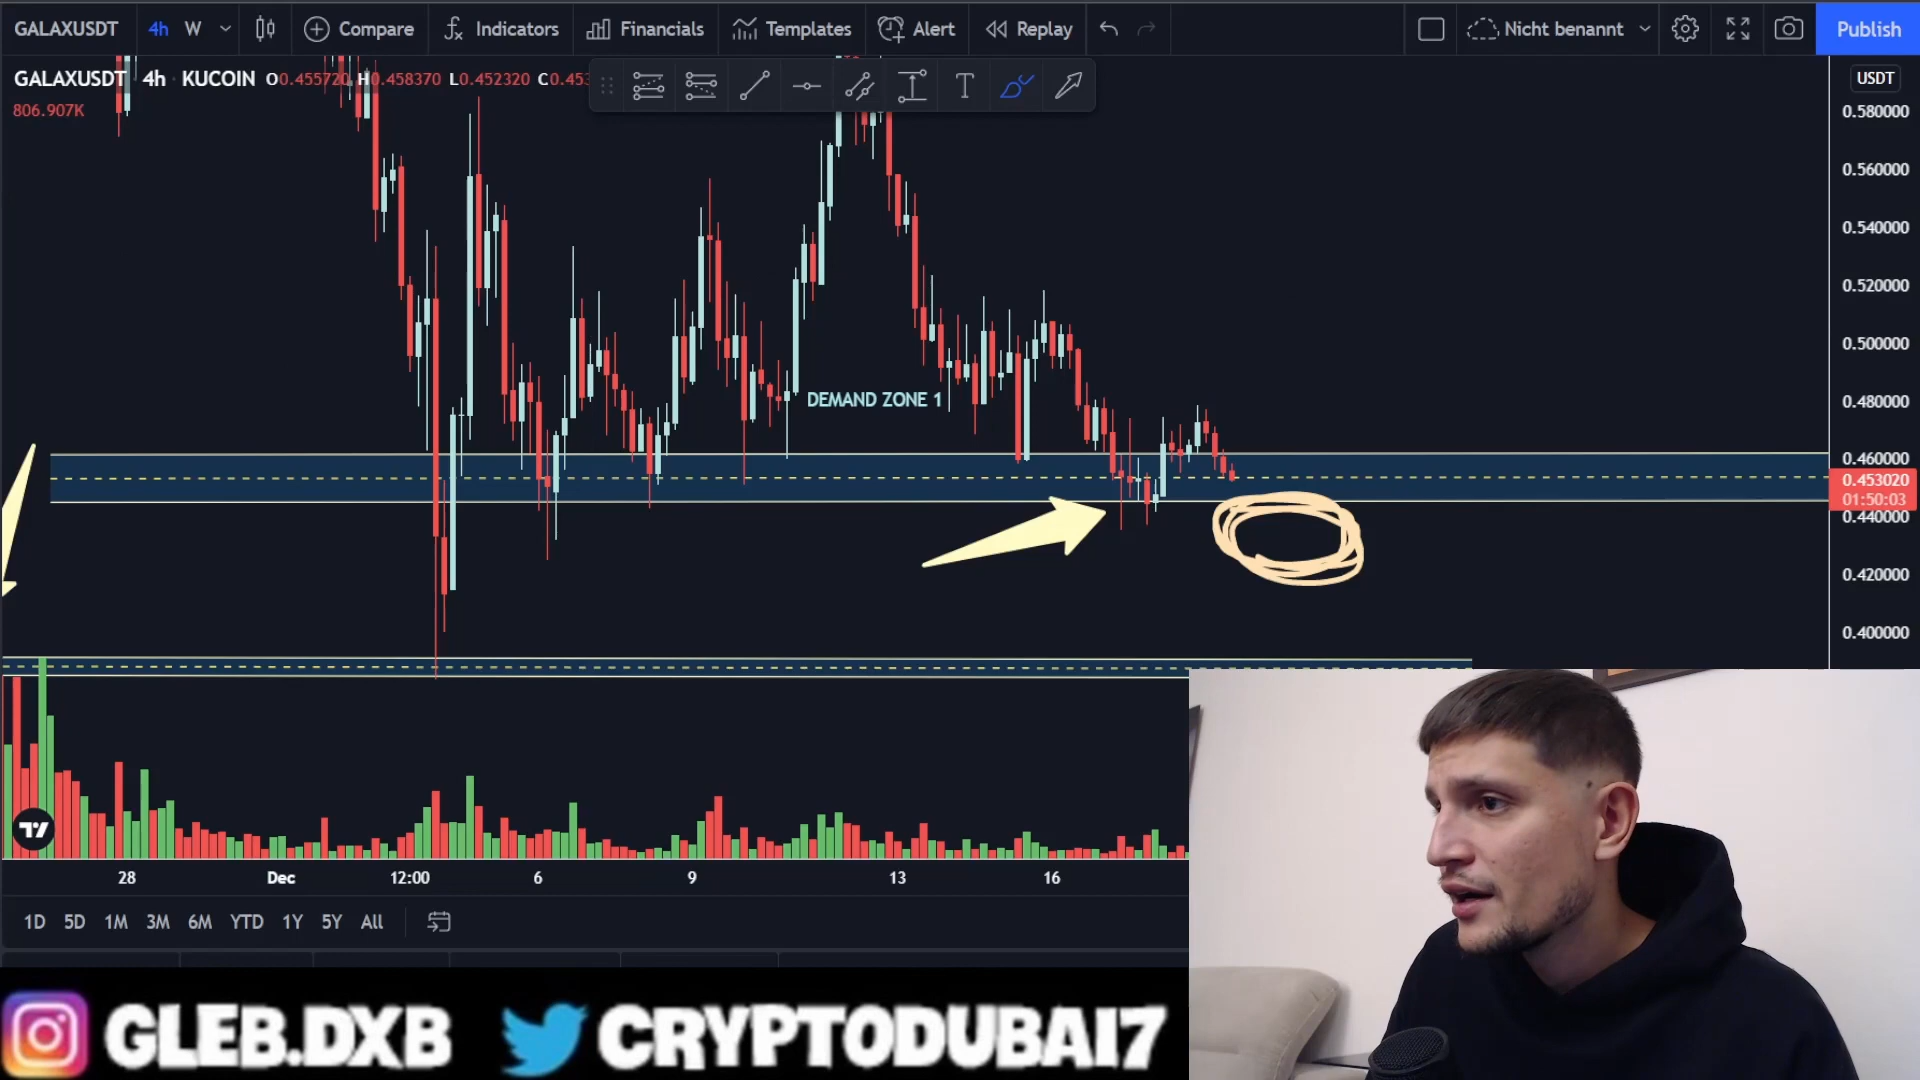 GALAXUSDT 4h W Compare Indicators Financials Templates Alert Replay Nicht benannt Publish
GALAXUSDT 4h · KUCOIN O0.455720 H0.458370 L0.452320 C0.453
806.907K
USDT
0.580000
0.560000
0.540000
0.520000
0.500000
DEMAND ZONE 1
0.480000
0.460000
0.453020
01:50:03
0.440000
0.420000
0.400000
28 Dec 12:00 6 9 13 16
1D 5D 1M 3M 6M YTD 1Y 5Y All
GLEB.DXB CRYPTODUBAI7